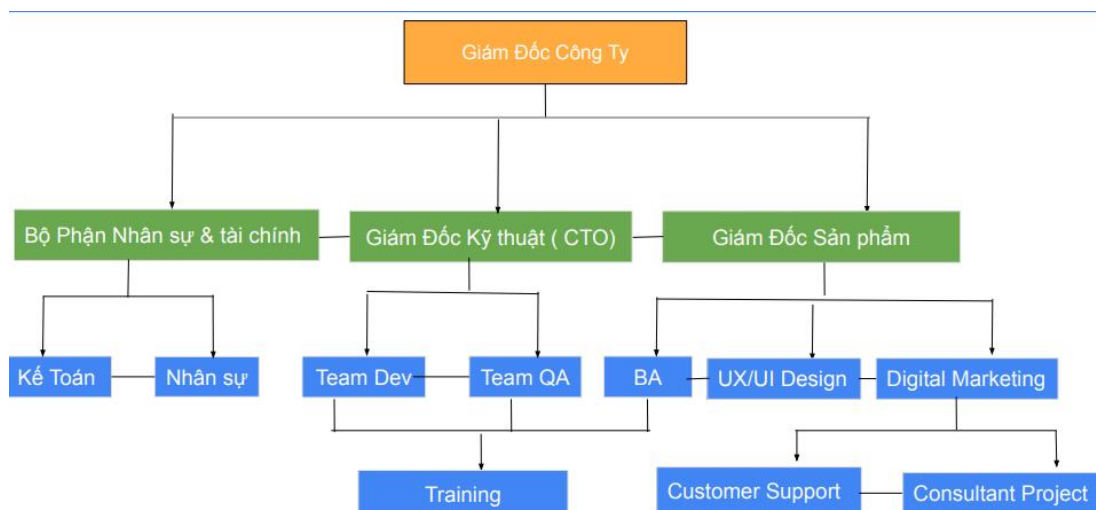 Giám Đốc Công Ty
Bộ Phận Nhân sự & tài chính
Giám Đốc Kỹ thuật ( CTO)
Giám Đốc Sản phẩm
Kế Toán
Nhân sự
Team Dev
Team QA
BA
UX/UI Design
Digital Marketing
Training
Customer Support
Consultant Project